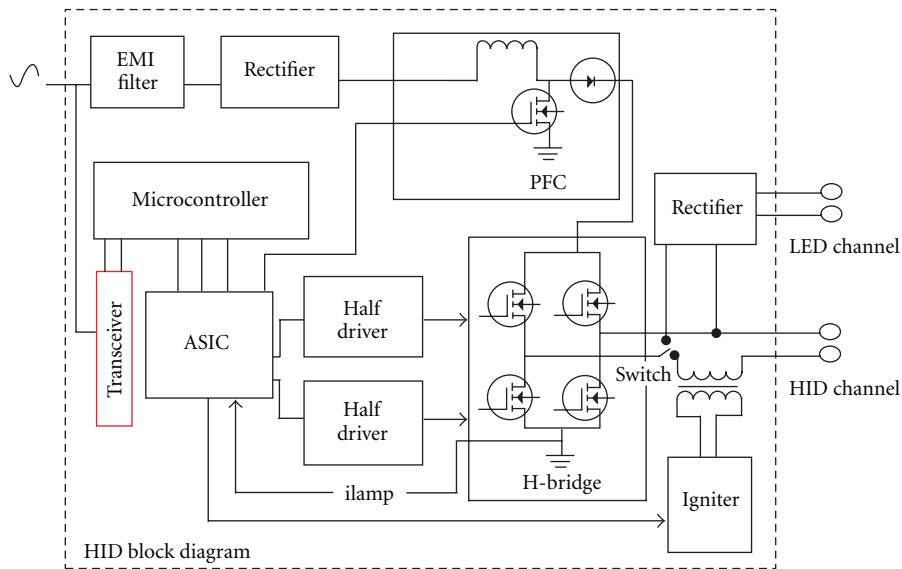 EMI
filter
Rectifier
PFC
Microcontroller
Rectifier
LED channel
Transceiver
ASIC
Half
driver
Half
driver
Switch
HID channel
H-bridge
ilamp
Igniter
HID block diagram